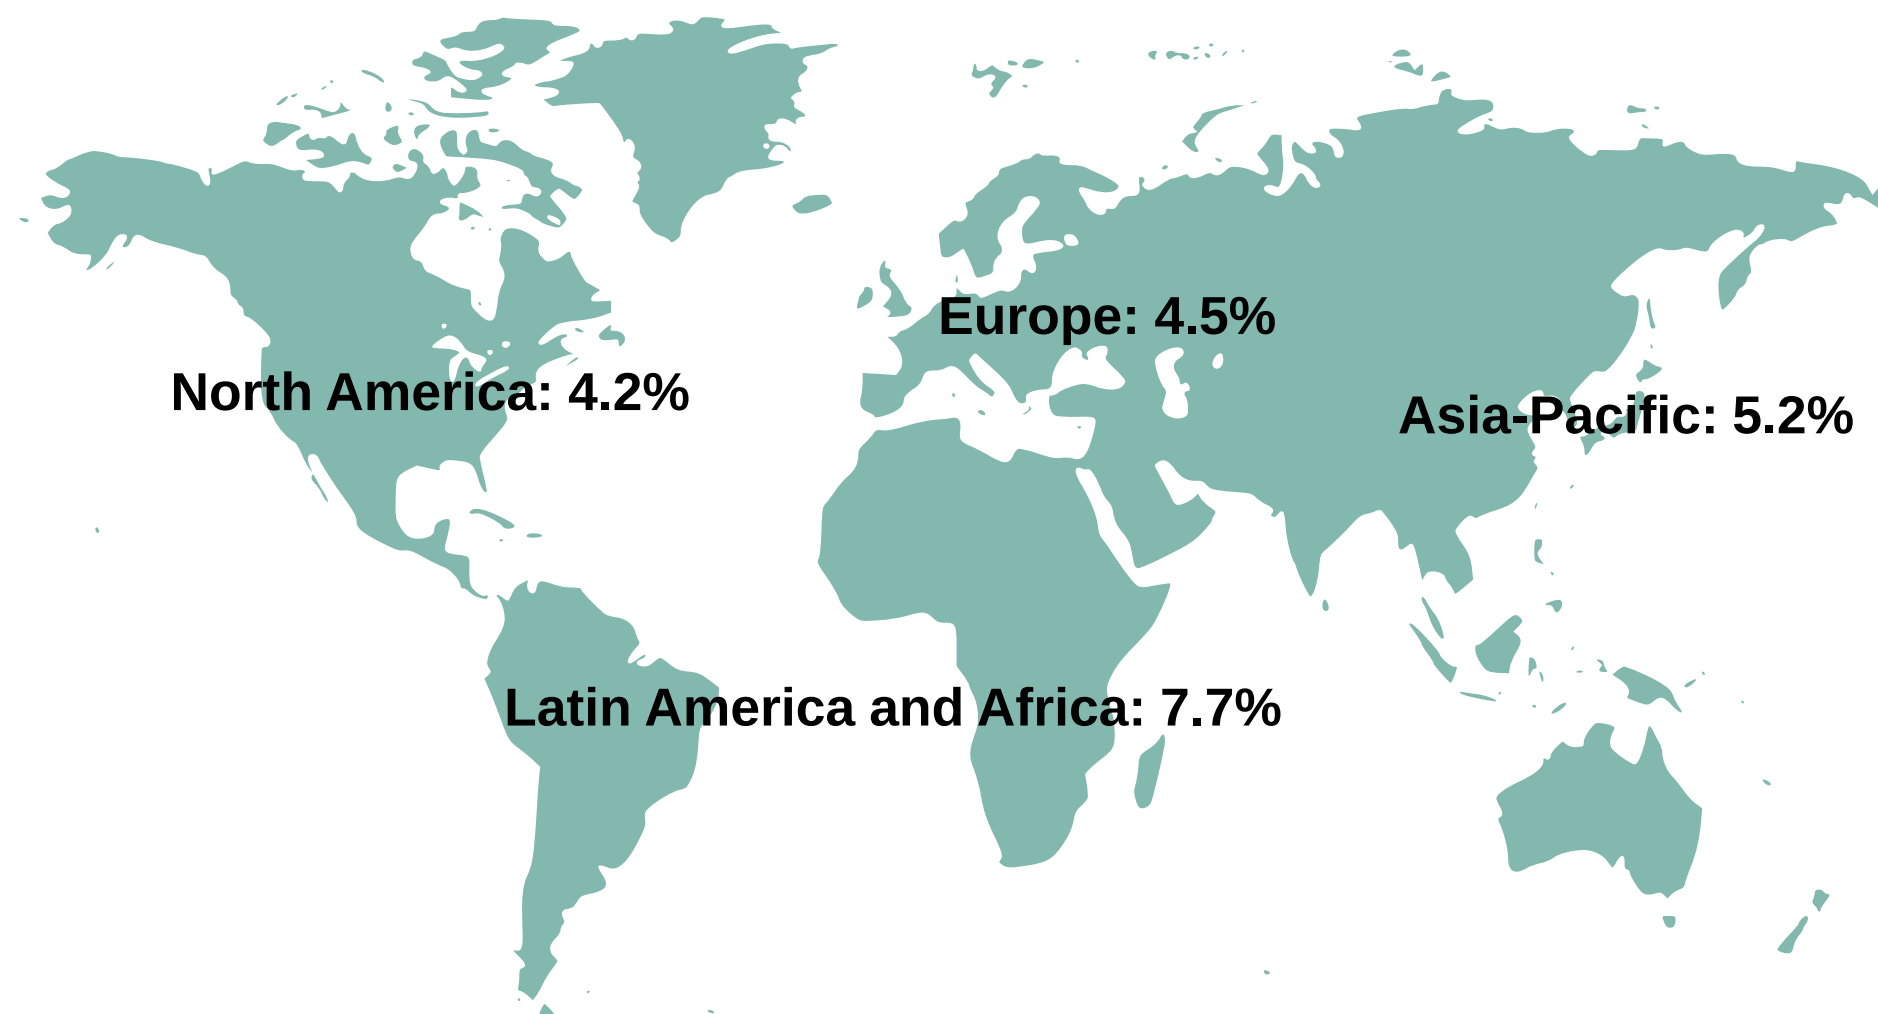 Europe: 4.5%
North America: 4.2%
Asia-Pacific: 5.2%
Latin America and Africa: 7.7%